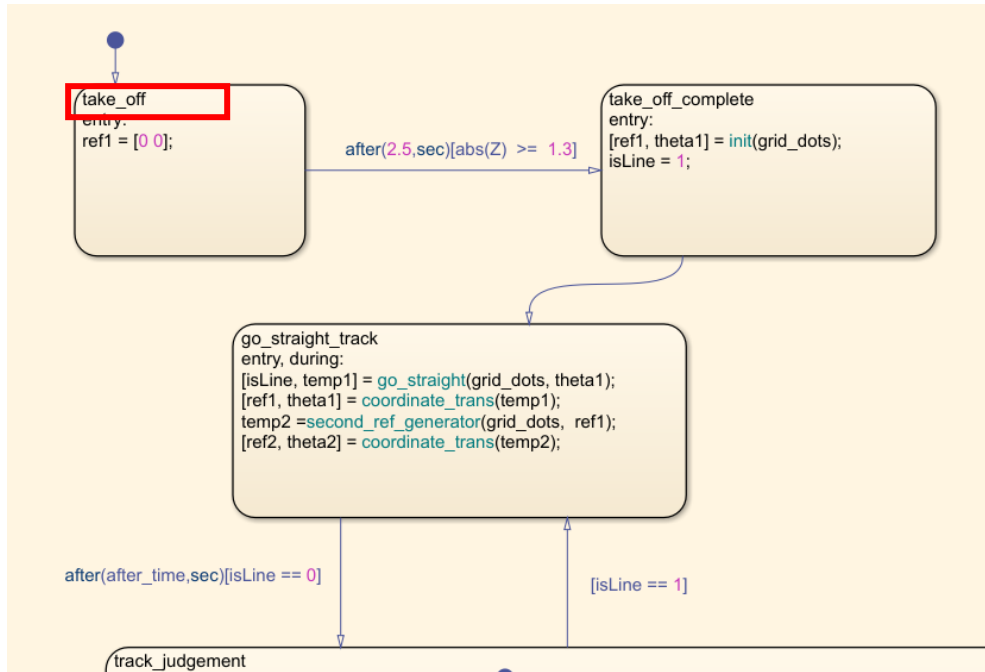 take_off
entry:
ref1 = [0 0];
after(2.5,sec)[abs(Z) >= 1.3]
take_off_complete
entry:
[ref1, theta1] = init(grid_dots);
isLine = 1;
go_straight_track
entry, during:
[isLine, temp1] = go_straight(grid_dots, theta1);
[ref1, theta1] = coordinate_trans(temp1);
temp2 =second_ref_generator(grid_dots, ref1);
[ref2, theta2] = coordinate_trans(temp2);
after(after_time,sec)[isLine == 0]
[isLine == 1]
track_judgement